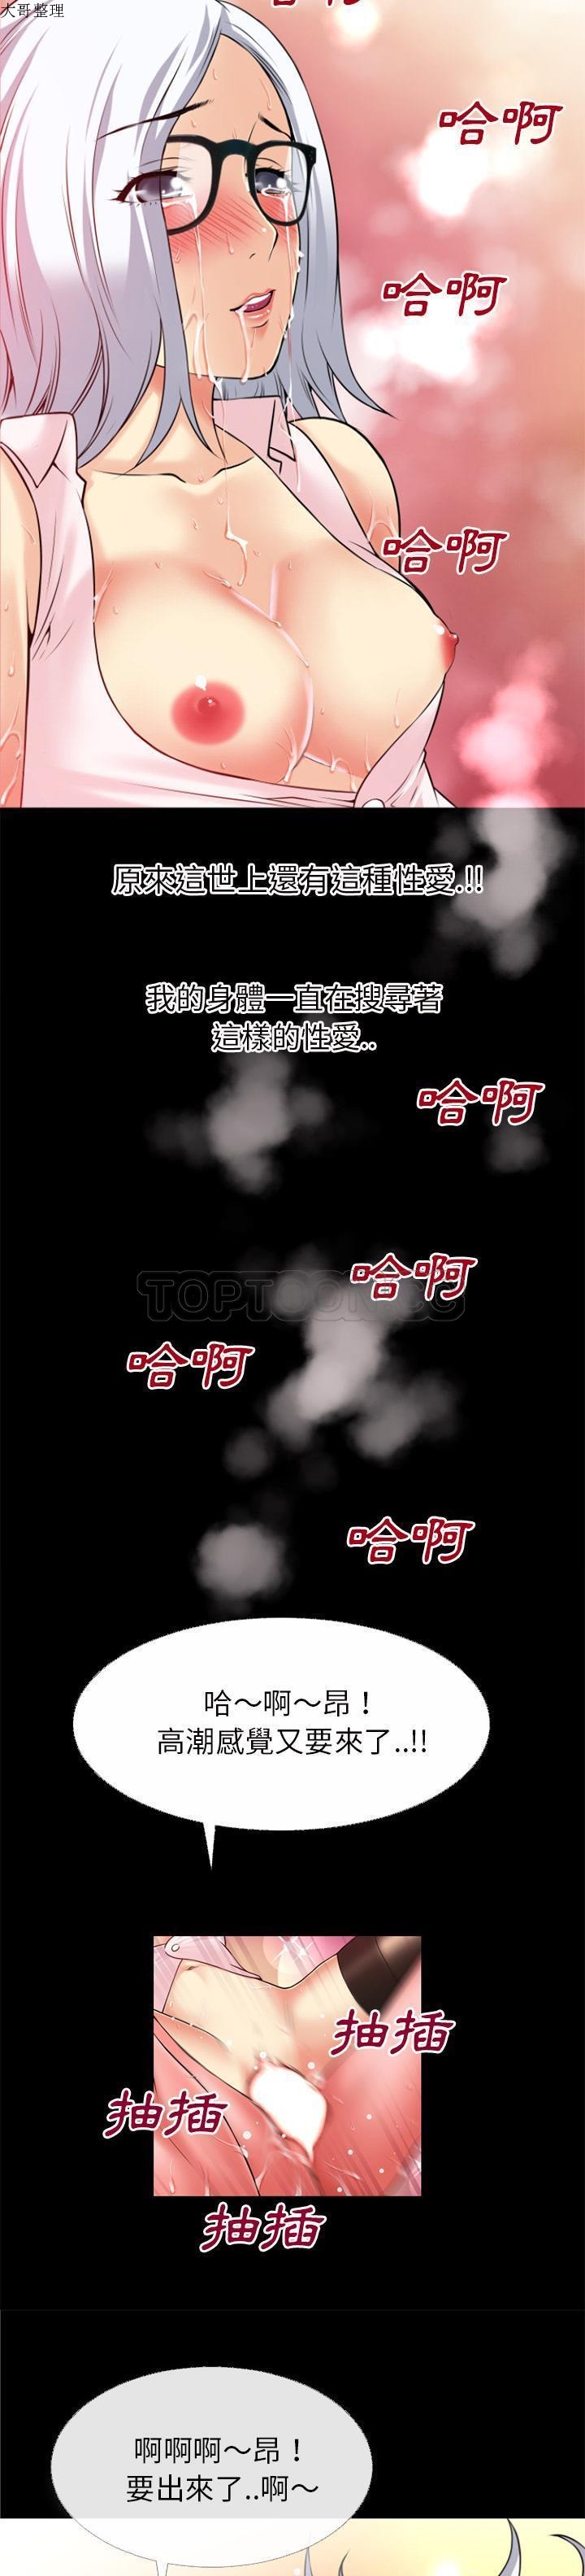 大哥整理
哈啊
哈啊
哈啊
原來這世上還有這種性愛.!!
我的身體一直在搜尋著
這樣的性愛..
哈啊
哈啊
TOPTOON.CC
哈啊
哈啊
哈～啊～昂！
高潮感覺又要來了..!!
抽插
抽插
抽插
啊啊啊～昂！
要出來了..啊～